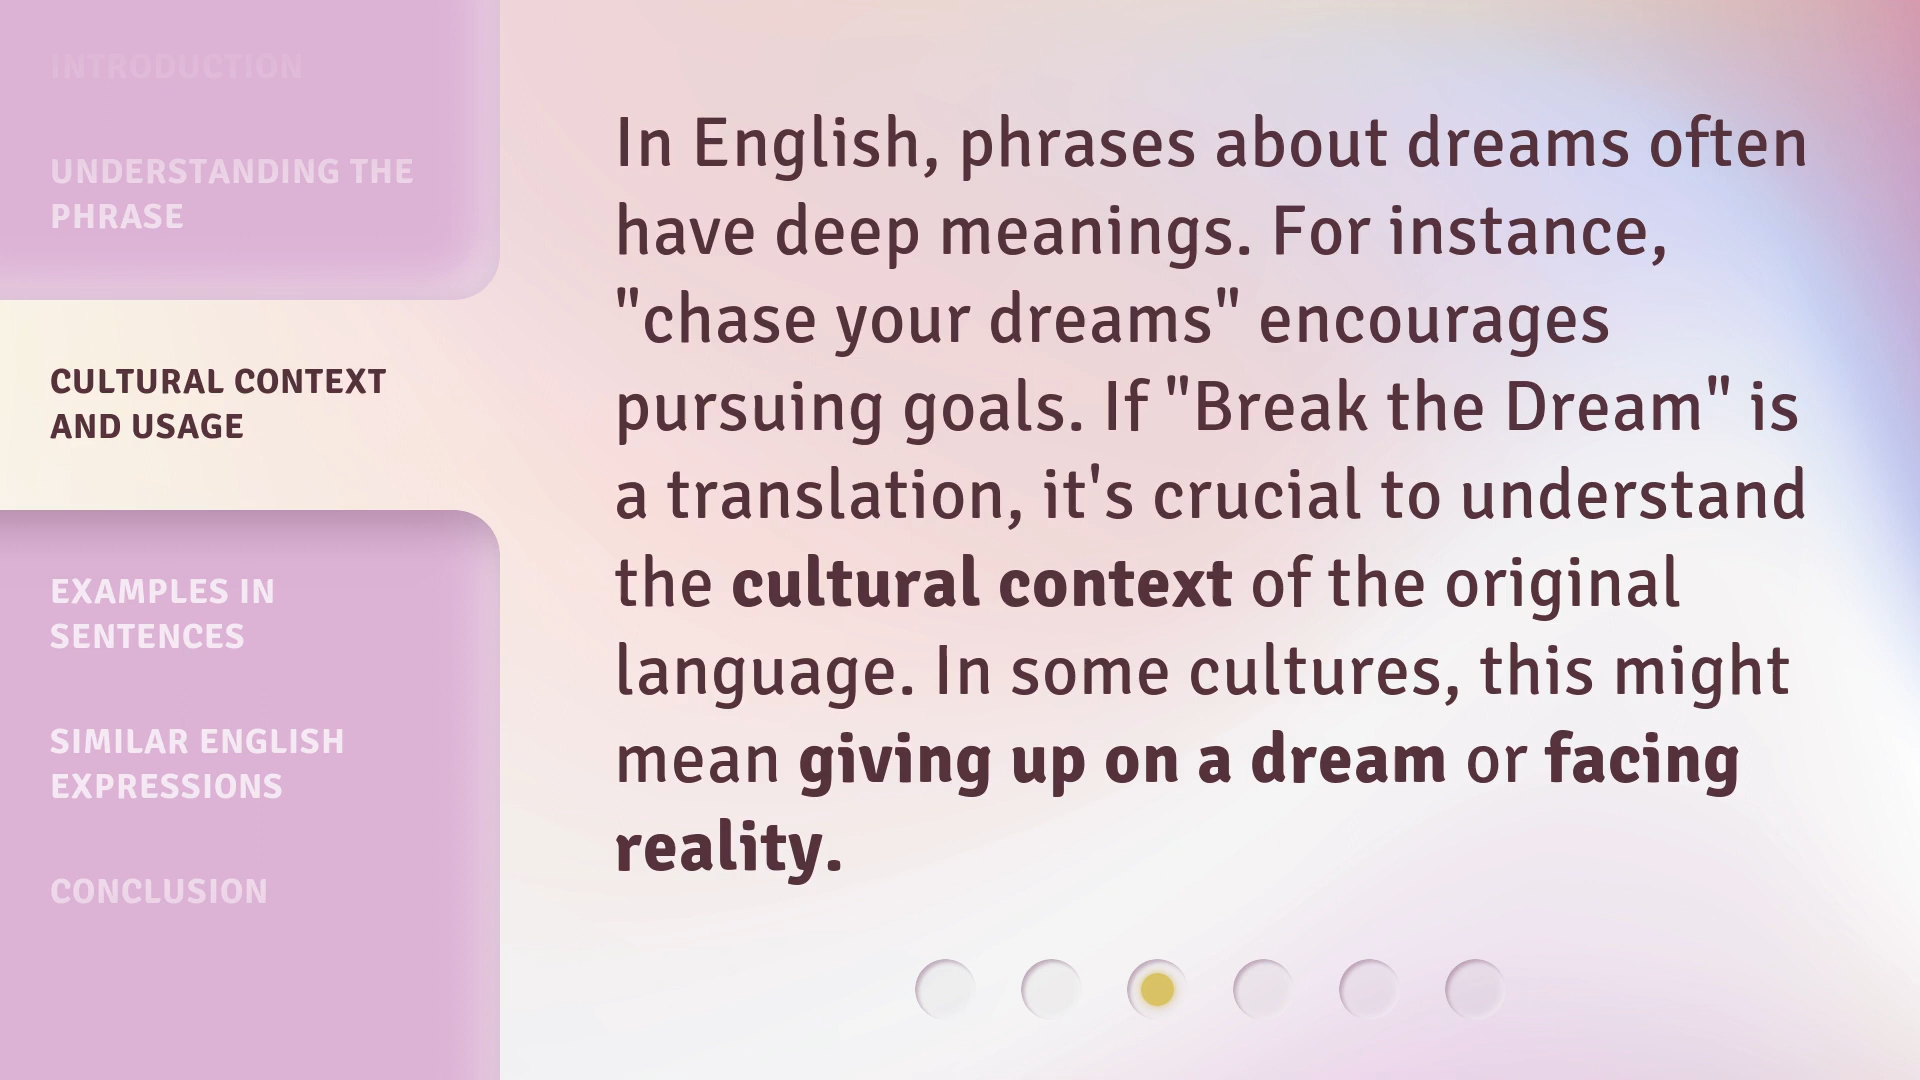 INTRODUCTION
UNDERSTANDING THE
PHRASE
CULTURAL CONTEXT
AND USAGE
EXAMPLES IN
SENTENCES
SIMILAR ENGLISH
EXPRESSIONS
CONCLUSION
In English, phrases about dreams often
have deep meanings. For instance,
"chase your dreams" encourages
pursuing goals. If "Break the Dream" is
a translation, it's crucial to understand
the cultural context of the original
language. In some cultures, this might
mean giving up on a dream or facing
reality.